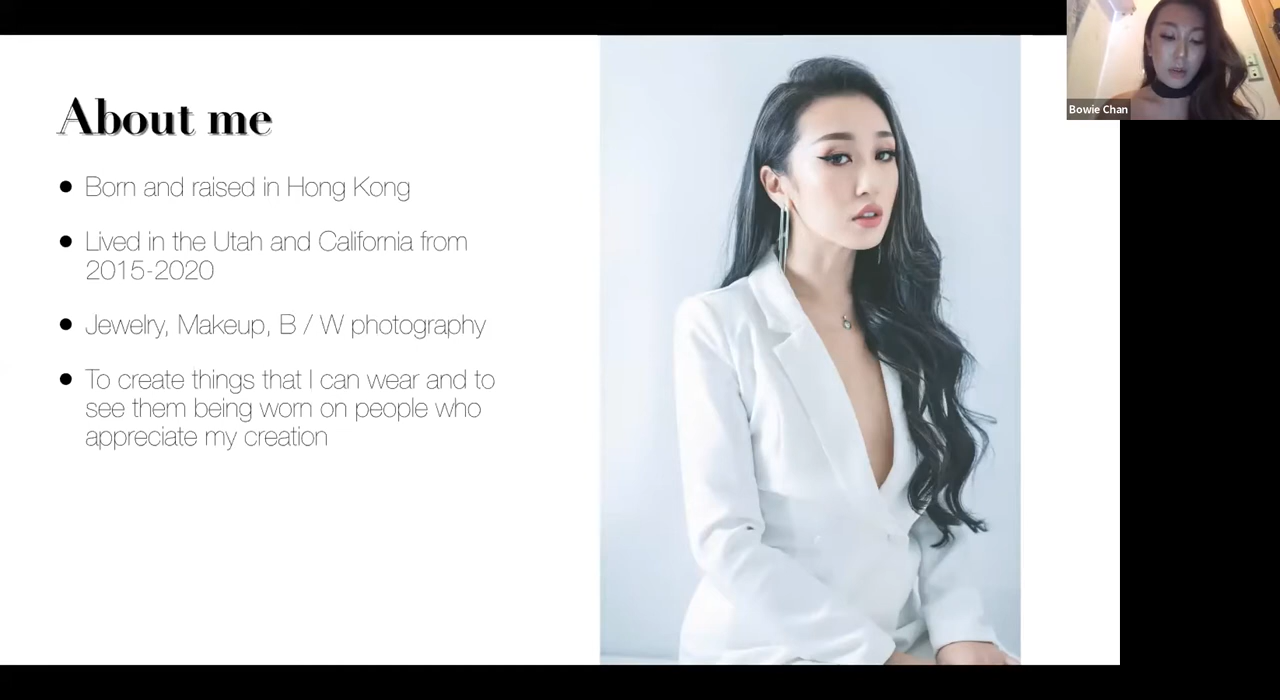 About me
Born and raised in Hong Kong
Lived in the Utah and California from
2015-2020
Jewelry, Makeup, B / W photography
To create things that I can wear and to
see them being worn on people who
appreciate my creation
Bowie Chan